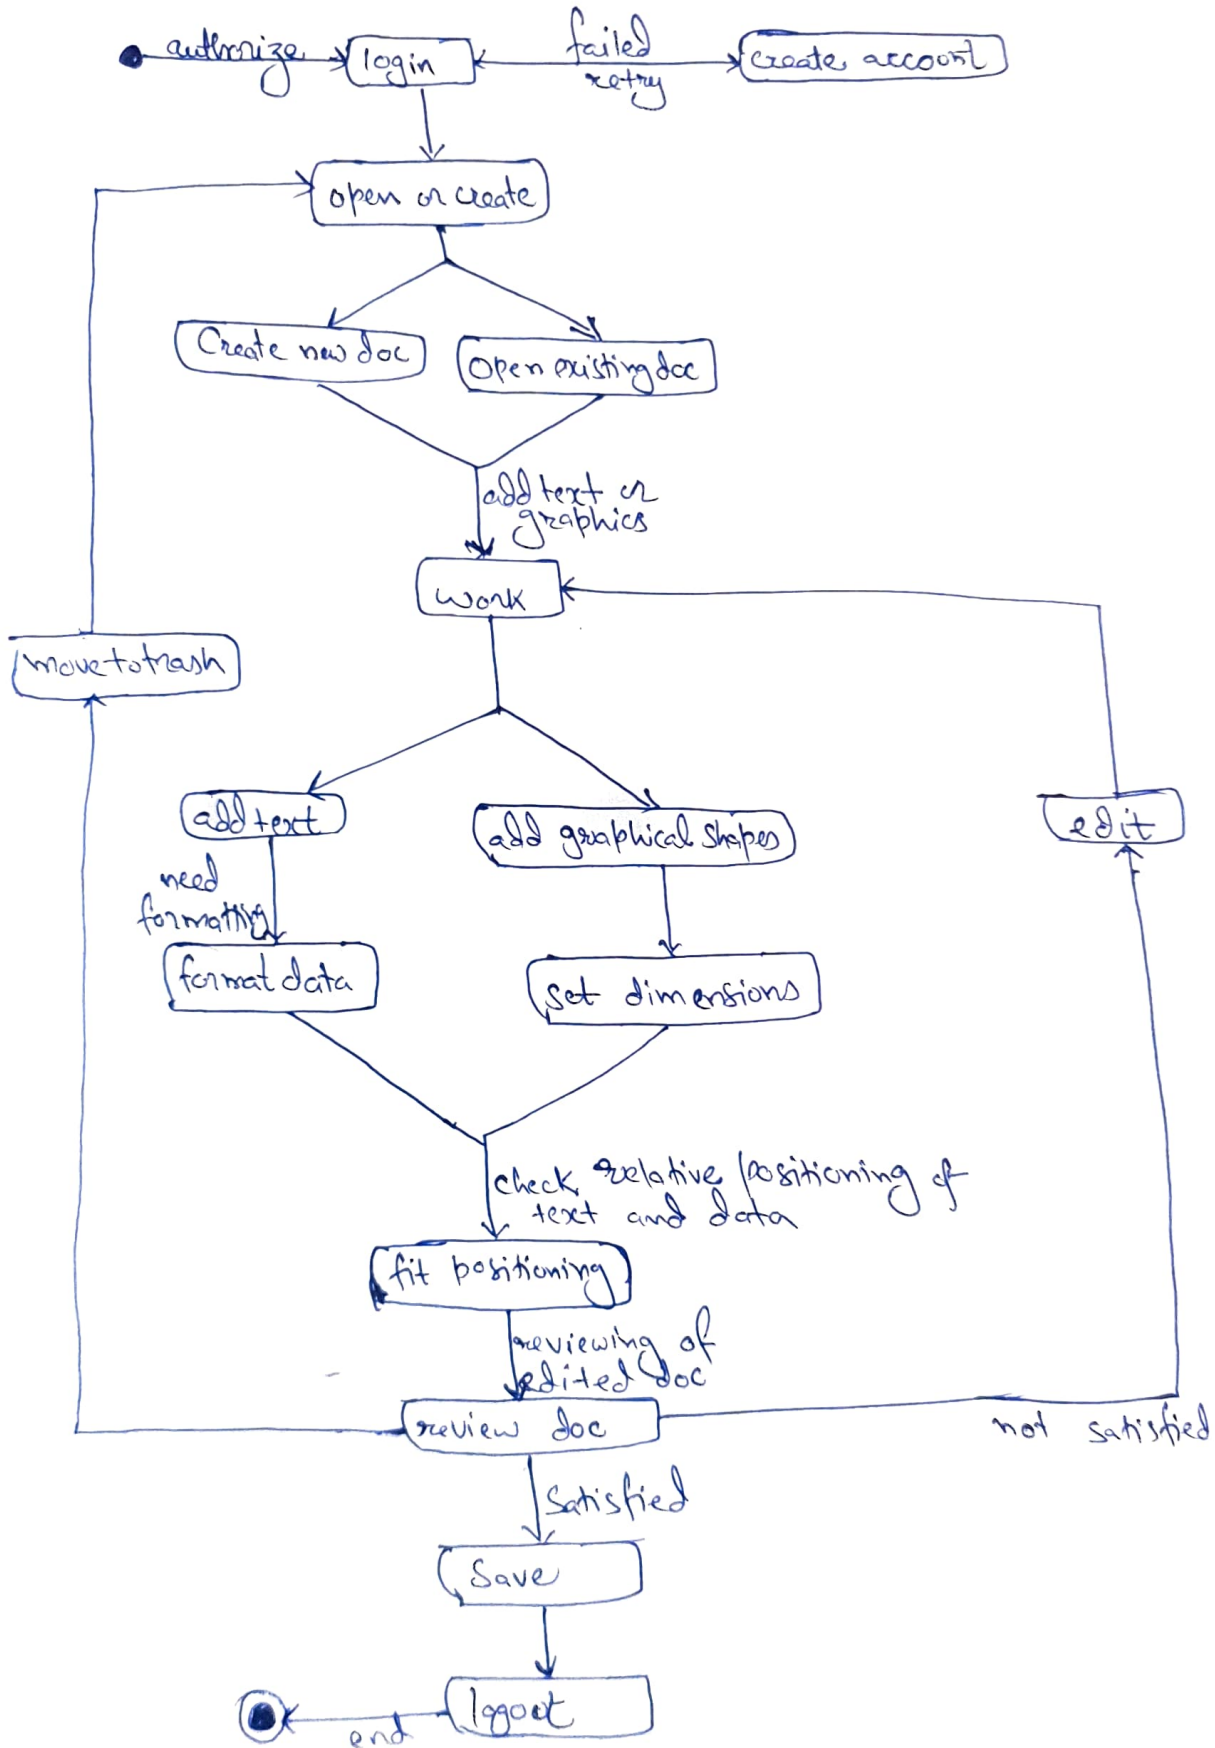 authorize
login
failed
retry
create account
open or create
Create new doc
open existing doc
add text or
graphics
work
move to trash
add text
add graphical shapes
edit
need
formatting
format data
set dimensions
check relative positioning of
text and data
fit positioning
reviewing of
edited doc
review doc
not satisfied
Satisfied
Save
logout
end